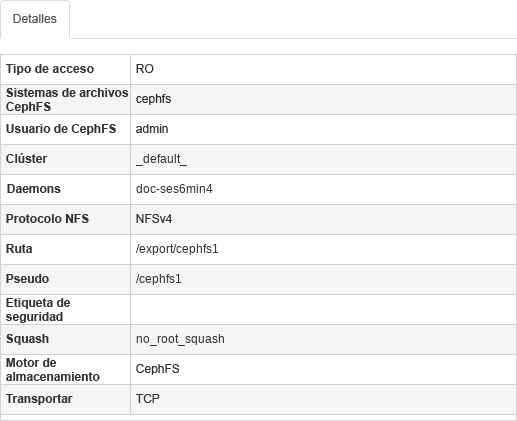 Detalles
Tipo de acceso RO
Sistemas de archivos
CephFS cephfs
Usuario de CephFS admin
Clúster _default_
Daemons doc-ses6min4
Protocolo NFS NFSv4
Ruta /export/cephfs1
Pseudo /cephfs1
Etiqueta de
seguridad
Squash no_root_squash
Motor de
almacenamiento CephFS
Transportar TCP